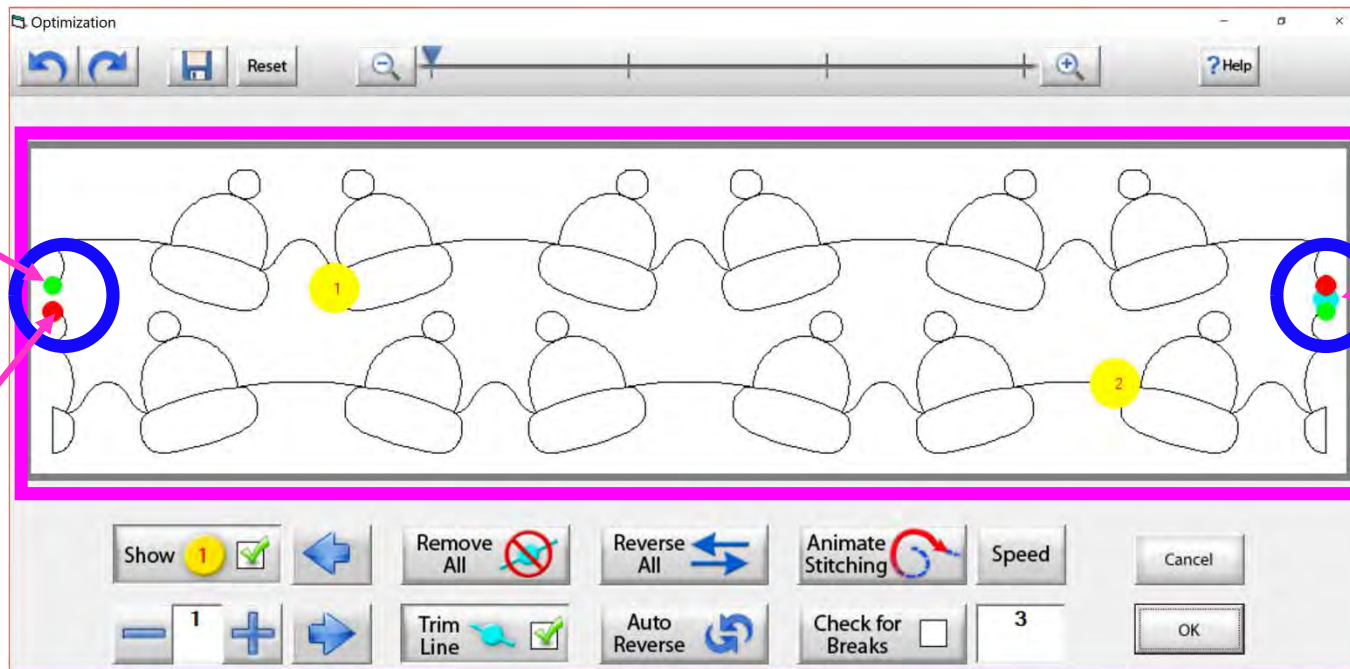 Optimization
Reset
? Help
1
2
Show 1
Remove All
Reverse All
Animate Stitching
Speed
Cancel
1
Trim Line
Auto Reverse
Check for Breaks
3
OK